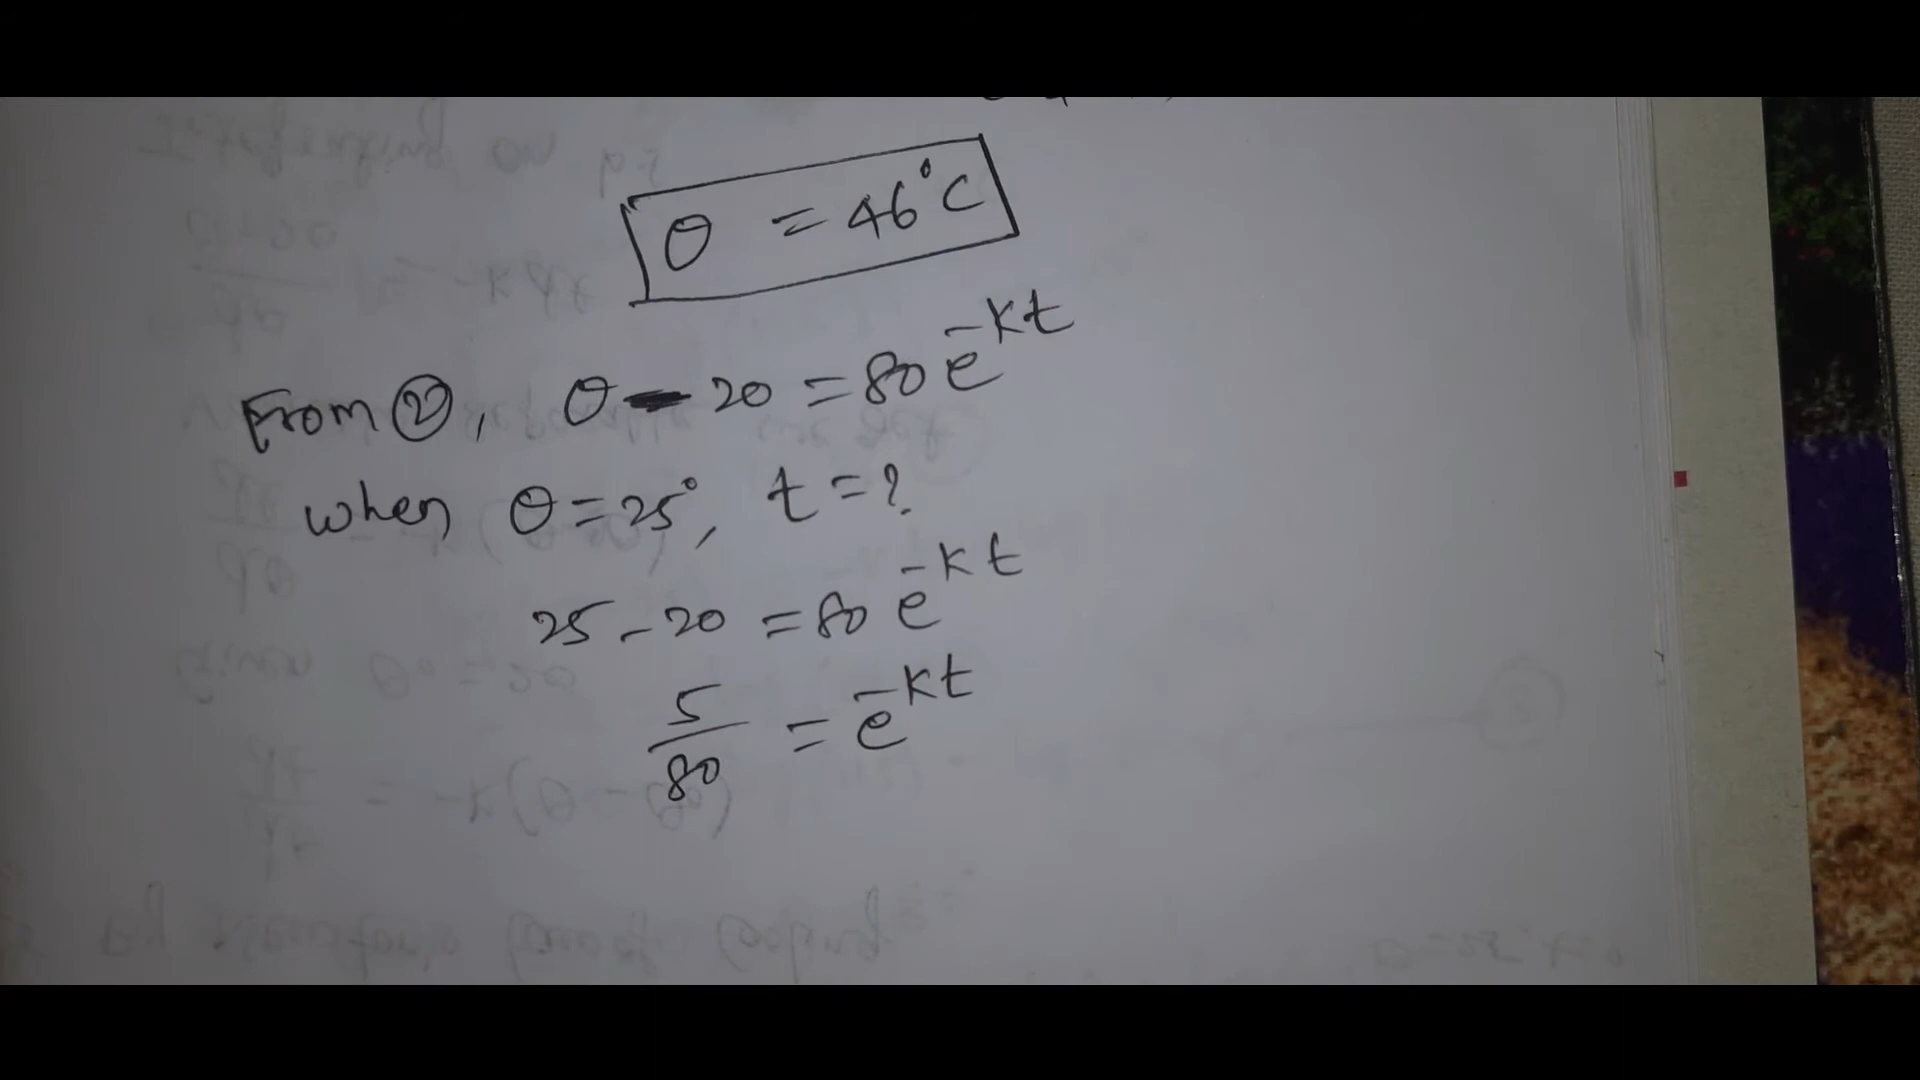 θ = 46°C
From ②, θ - 20 = 80 e^-kt
when θ = 25°, t = ?
25 - 20 = 80 e^-kt
5/80 = e^-kt